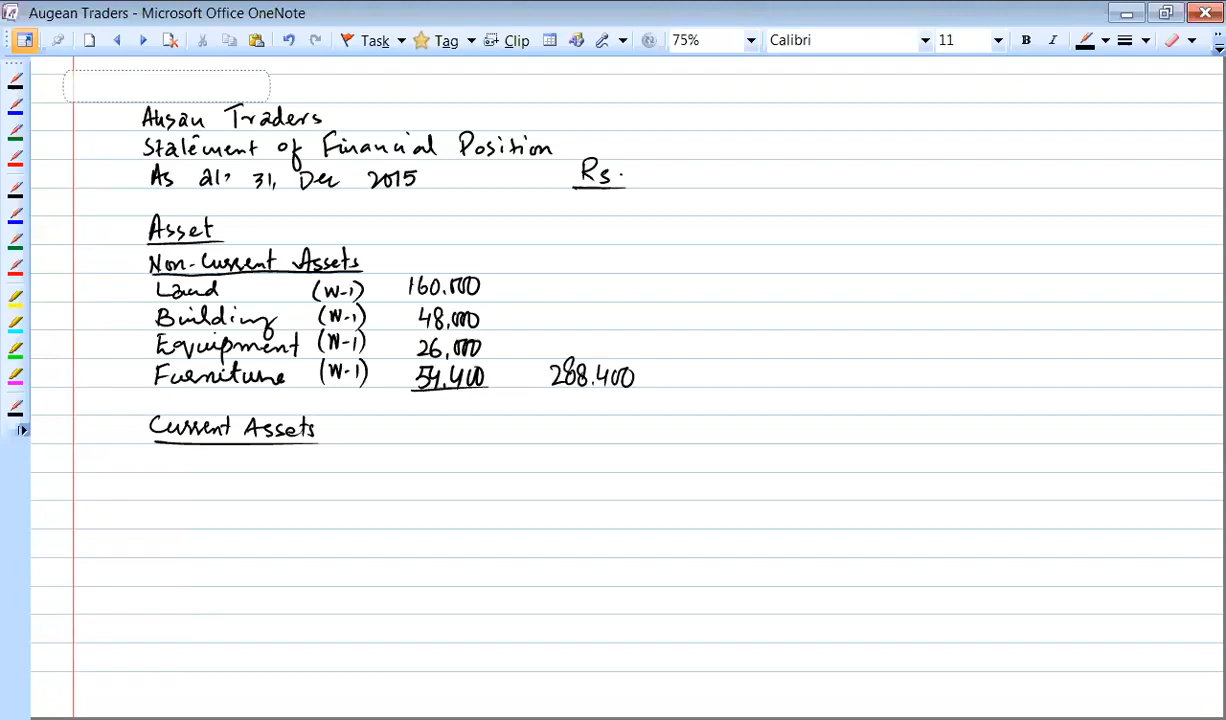 Augean Traders - Microsoft Office OneNote
Task Tag Clip 75% Calibri 11 B I
Ahsan Traders
Statement of Financial Position
As at, 31, Dec 2015 Rs.
Asset
Non-Current Assets
Land (W-1) 160.000
Building (W-1) 48,000
Equipment (W-1) 26,000
Furniture (W-1) 54.400 288.400
Current Assets